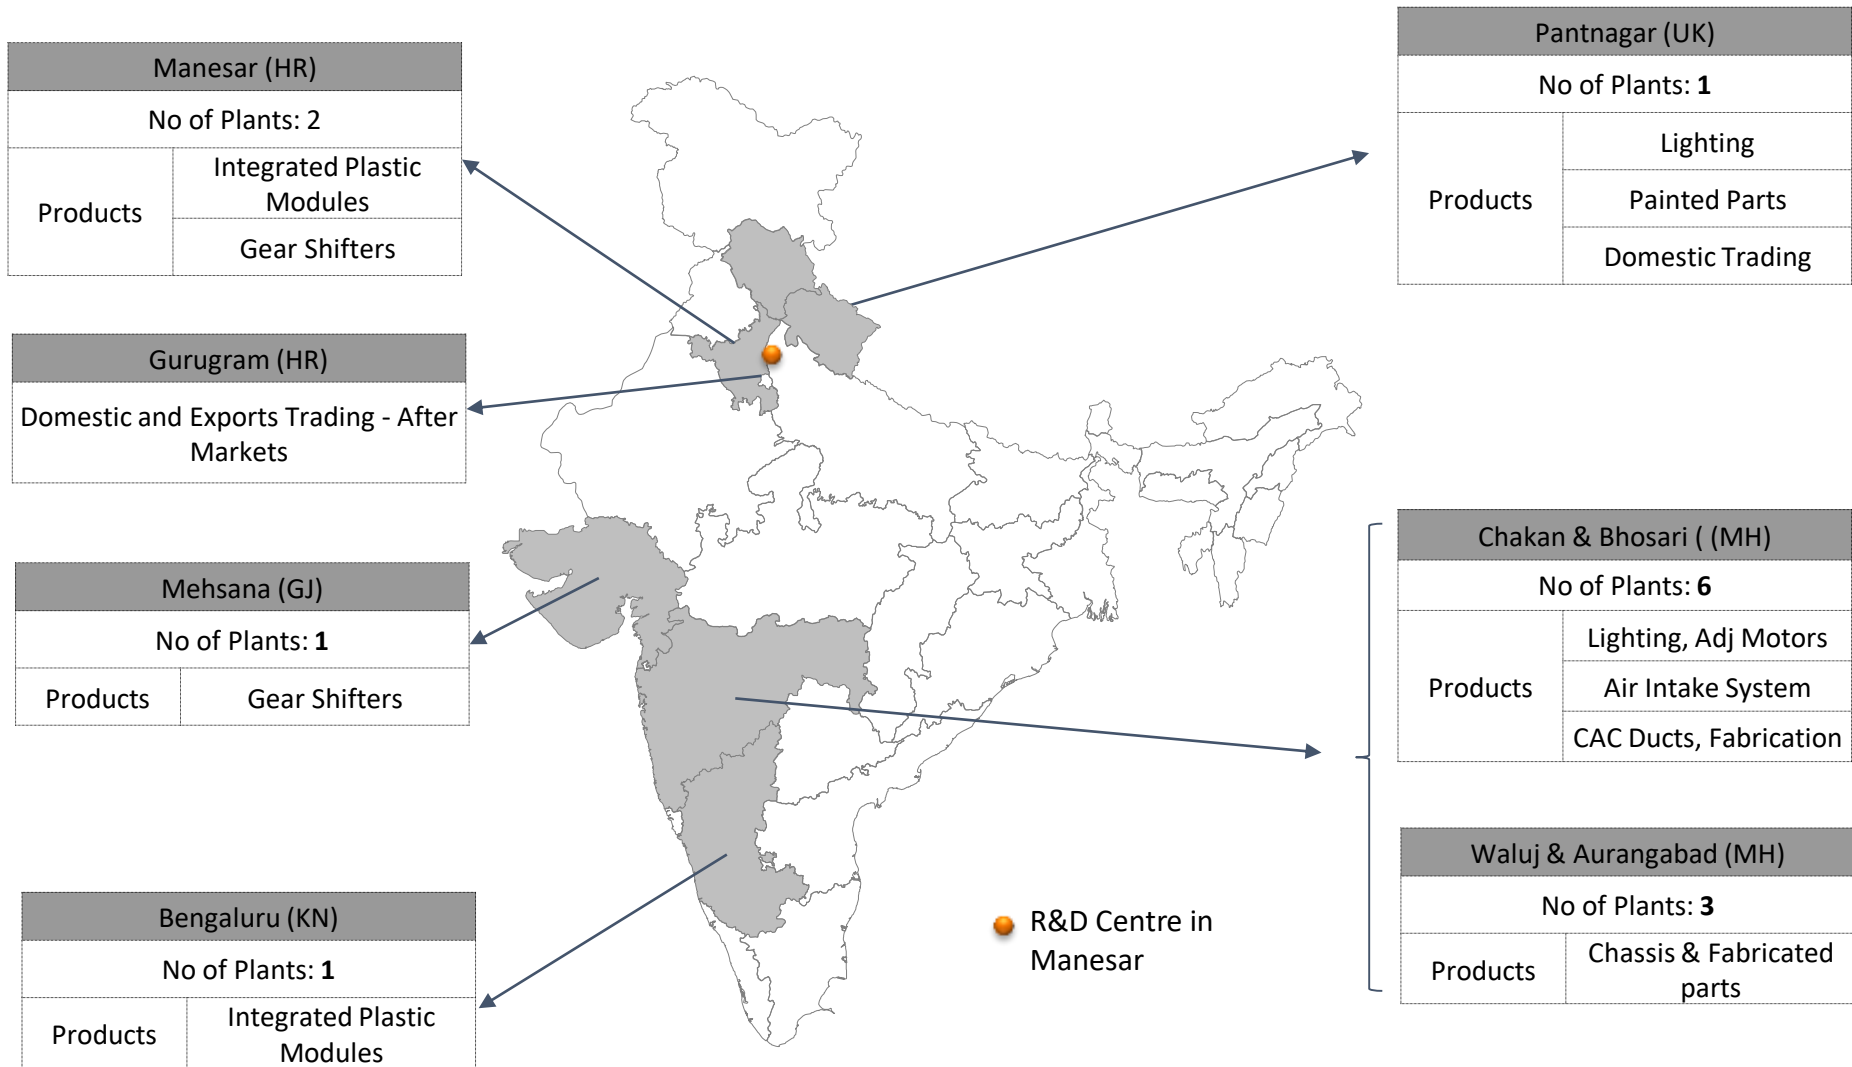 Manesar (HR)
No of Plants: 2
Products
Integrated Plastic
Modules
Gear Shifters
Gurugram (HR)
Domestic and Exports Trading - After
Markets
Mehsana (GJ)
No of Plants: 1
Products
Gear Shifters
Bengaluru (KN)
No of Plants: 1
Products
Integrated Plastic
Modules
R&D Centre in
Manesar
Pantnagar (UK)
No of Plants: 1
Products
Lighting
Painted Parts
Domestic Trading
Chakan & Bhosari ( (MH)
No of Plants: 6
Products
Lighting, Adj Motors
Air Intake System
CAC Ducts, Fabrication
Waluj & Aurangabad (MH)
No of Plants: 3
Products
Chassis & Fabricated
parts